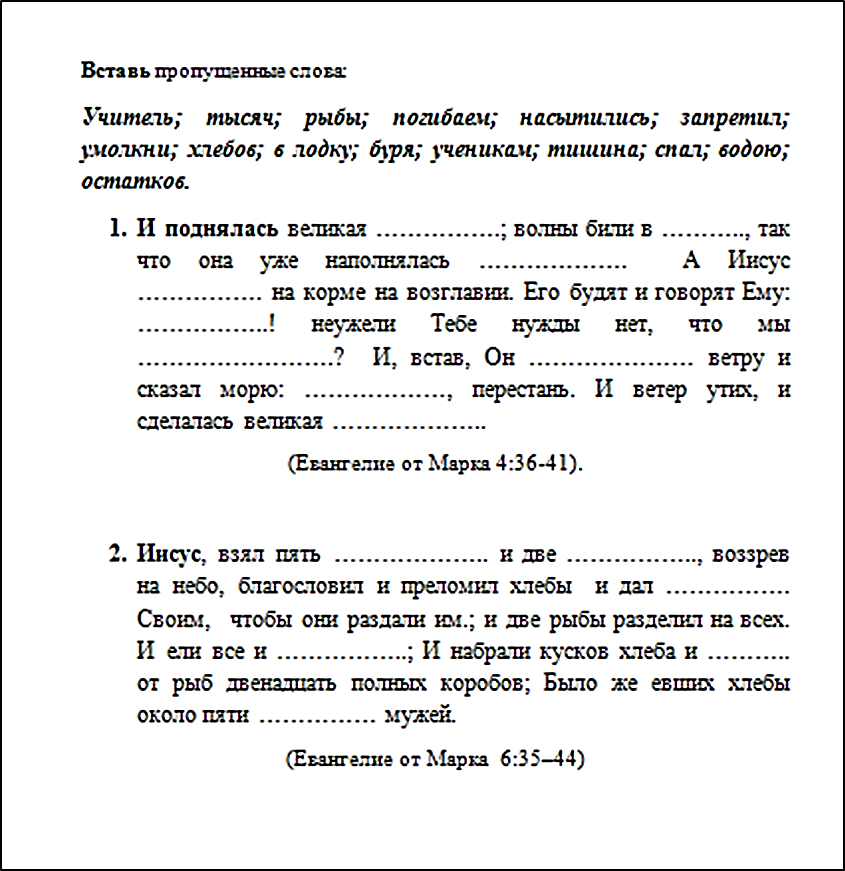 Вставь пропущенные слова:
Учитель; тысяч; рыбы; погибаем; насытились; запретил;
умолкни; хлебов; в лодку; буря; ученикам; тишина; спал; водою;
остатков.
1. И поднялась великая …………….; волны били в ……….., так
что она уже наполнялась ……………… А Иисус
…………… на корме на возглавии. Его будят и говорят Ему:
……………..! неужели Тебе нужды нет, что мы
…………………….? И, встав, Он ……………….. ветру и
сказал морю: ………………, перестань. И ветер утих, и
сделалась великая ………………..
(Евангелие от Марка 4:36-41).
2. Иисус, взял пять ……………….. и две …………….., воззрев
на небо, благословил и преломил хлебы и дал ……………
Своим, чтобы они раздали им.; и две рыбы разделил на всех.
И ели все и ……………..; И набрали кусков хлеба и ………..
от рыб двенадцать полных коробов; Было же евших хлебы
около пяти …………… мужей.
(Евангелие от Марка 6:35–44)